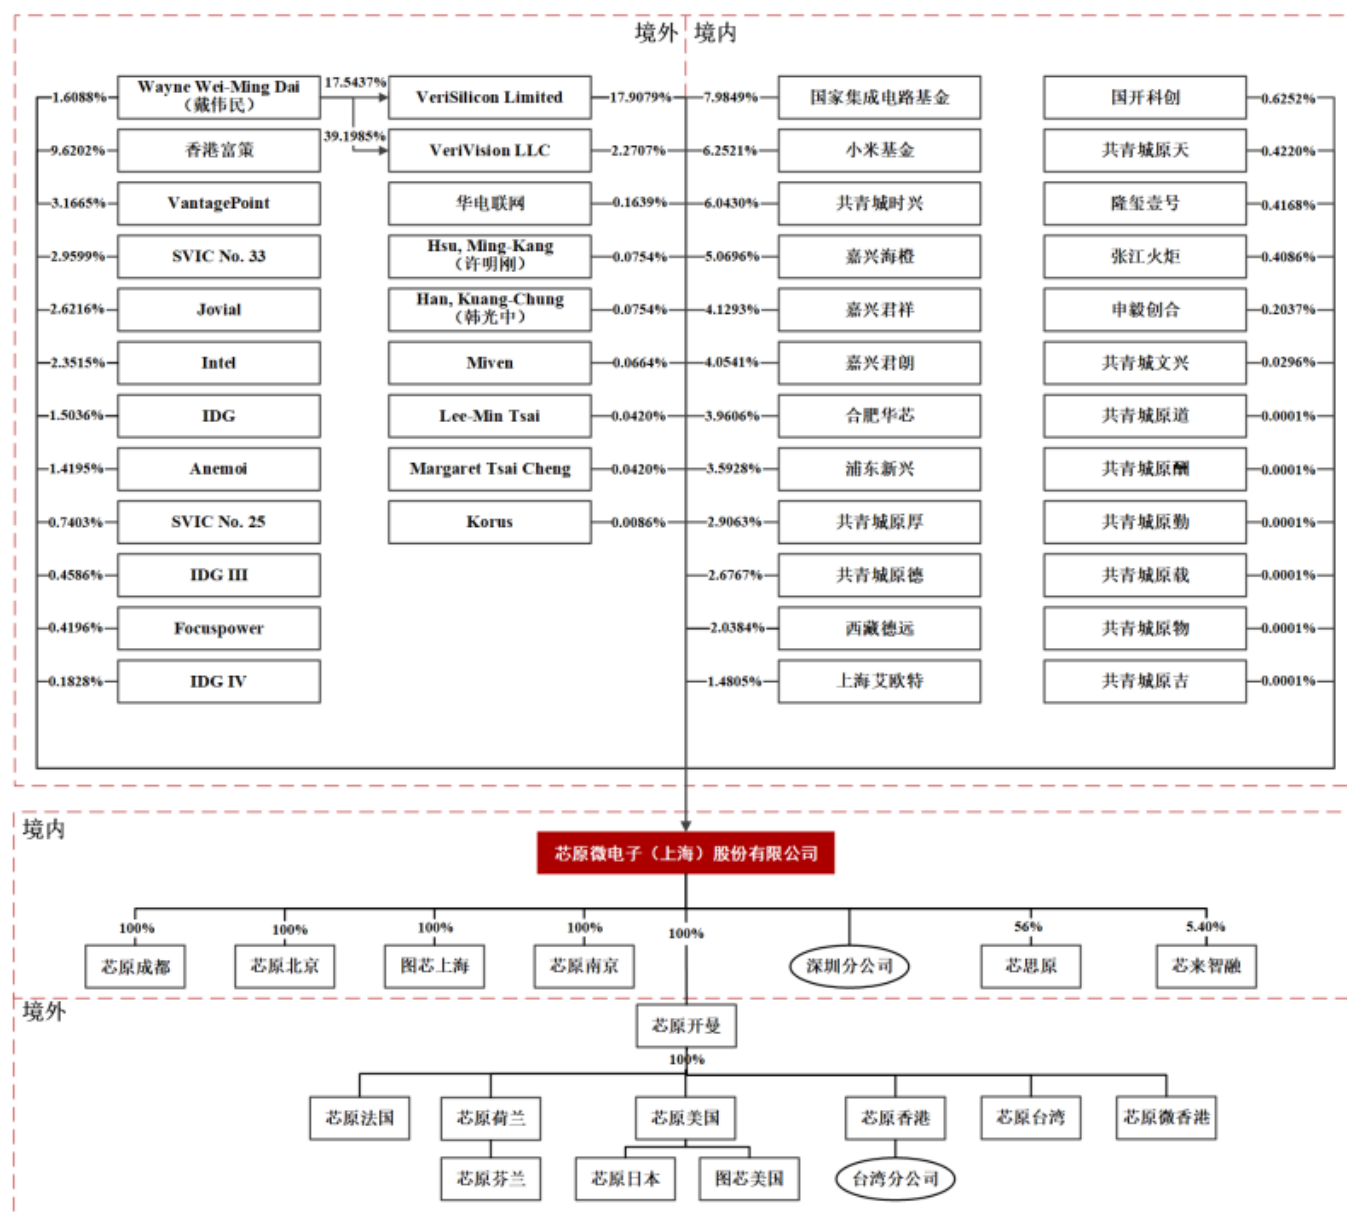 境外 境内
Wayne Wei-Ming Dai
（戴伟民）
1.6088%
17.5437%
VeriSilicon Limited
17.9079%
7.9849%
国家集成电路基金
国开科创
0.6252%
9.6202%
香港富策
39.1985%
VeriVision LLC
2.2707%
6.2521%
小米基金
共青城原天
0.4220%
3.1665%
VantagePoint
华电联网
0.1639%
6.0430%
共青城时兴
隆玺壹号
0.4168%
2.9599%
SVIC No. 33
Hsu, Ming-Kang
（许明刚）
0.0754%
5.0696%
嘉兴海橙
张江火炬
0.4086%
2.6216%
Jovial
Han, Kuang-Chung
（韩光中）
0.0754%
4.1293%
嘉兴君祥
申毅创合
0.2037%
2.3515%
Intel
Miven
0.0664%
4.0541%
嘉兴君朗
共青城文兴
0.0296%
1.5036%
IDG
Lee-Min Tsai
0.0420%
3.9606%
合肥华芯
共青城原道
0.0001%
1.4195%
Anemoi
Margaret Tsai Cheng
0.0420%
3.5928%
浦东新兴
共青城原酬
0.0001%
0.7403%
SVIC No. 25
Korus
0.0086%
2.9063%
共青城原厚
共青城原勤
0.0001%
0.4586%
IDG III
2.6767%
共青城原德
共青城原载
0.0001%
0.4196%
Focuspower
2.0384%
西藏德远
共青城原物
0.0001%
0.1828%
IDG IV
1.4805%
上海艾欧特
共青城原吉
0.0001%
境内
芯原微电子（上海）股份有限公司
100%
100%
100%
100%
100%
56%
5.40%
芯原成都
芯原北京
图芯上海
芯原南京
深圳分公司
芯思原
芯来智融
境外
芯原开曼
100%
芯原法国
芯原荷兰
芯原美国
芯原香港
芯原台湾
芯原微香港
芯原芬兰
芯原日本
图芯美国
台湾分公司